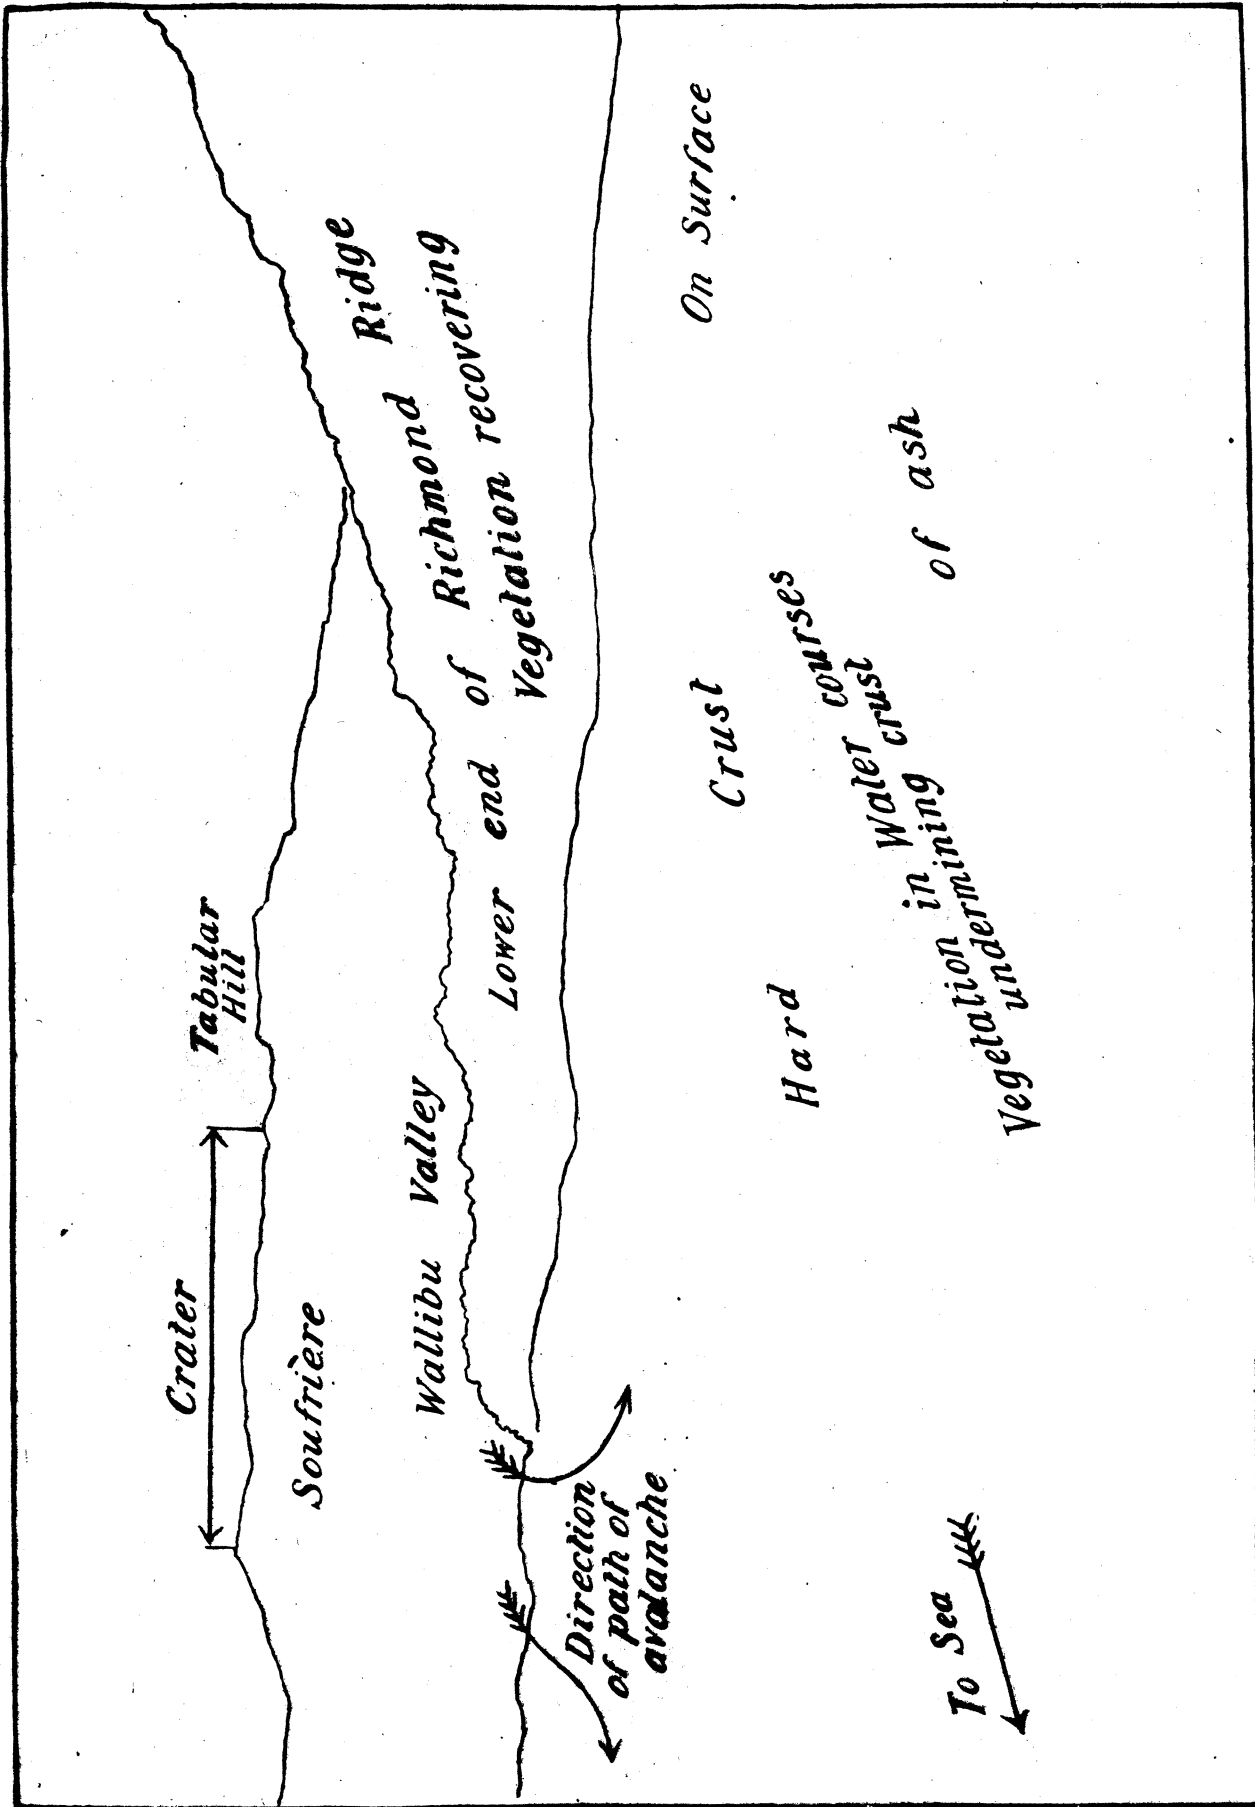 Crater
Tabular
Hill
Soufrière
Wallibu Valley
Lower end of Richmond Ridge
Vegetation recovering
Direction
of path of
avalanche
Hard Crust On Surface
Vegetation in Water courses
undermining crust
of ash
To Sea